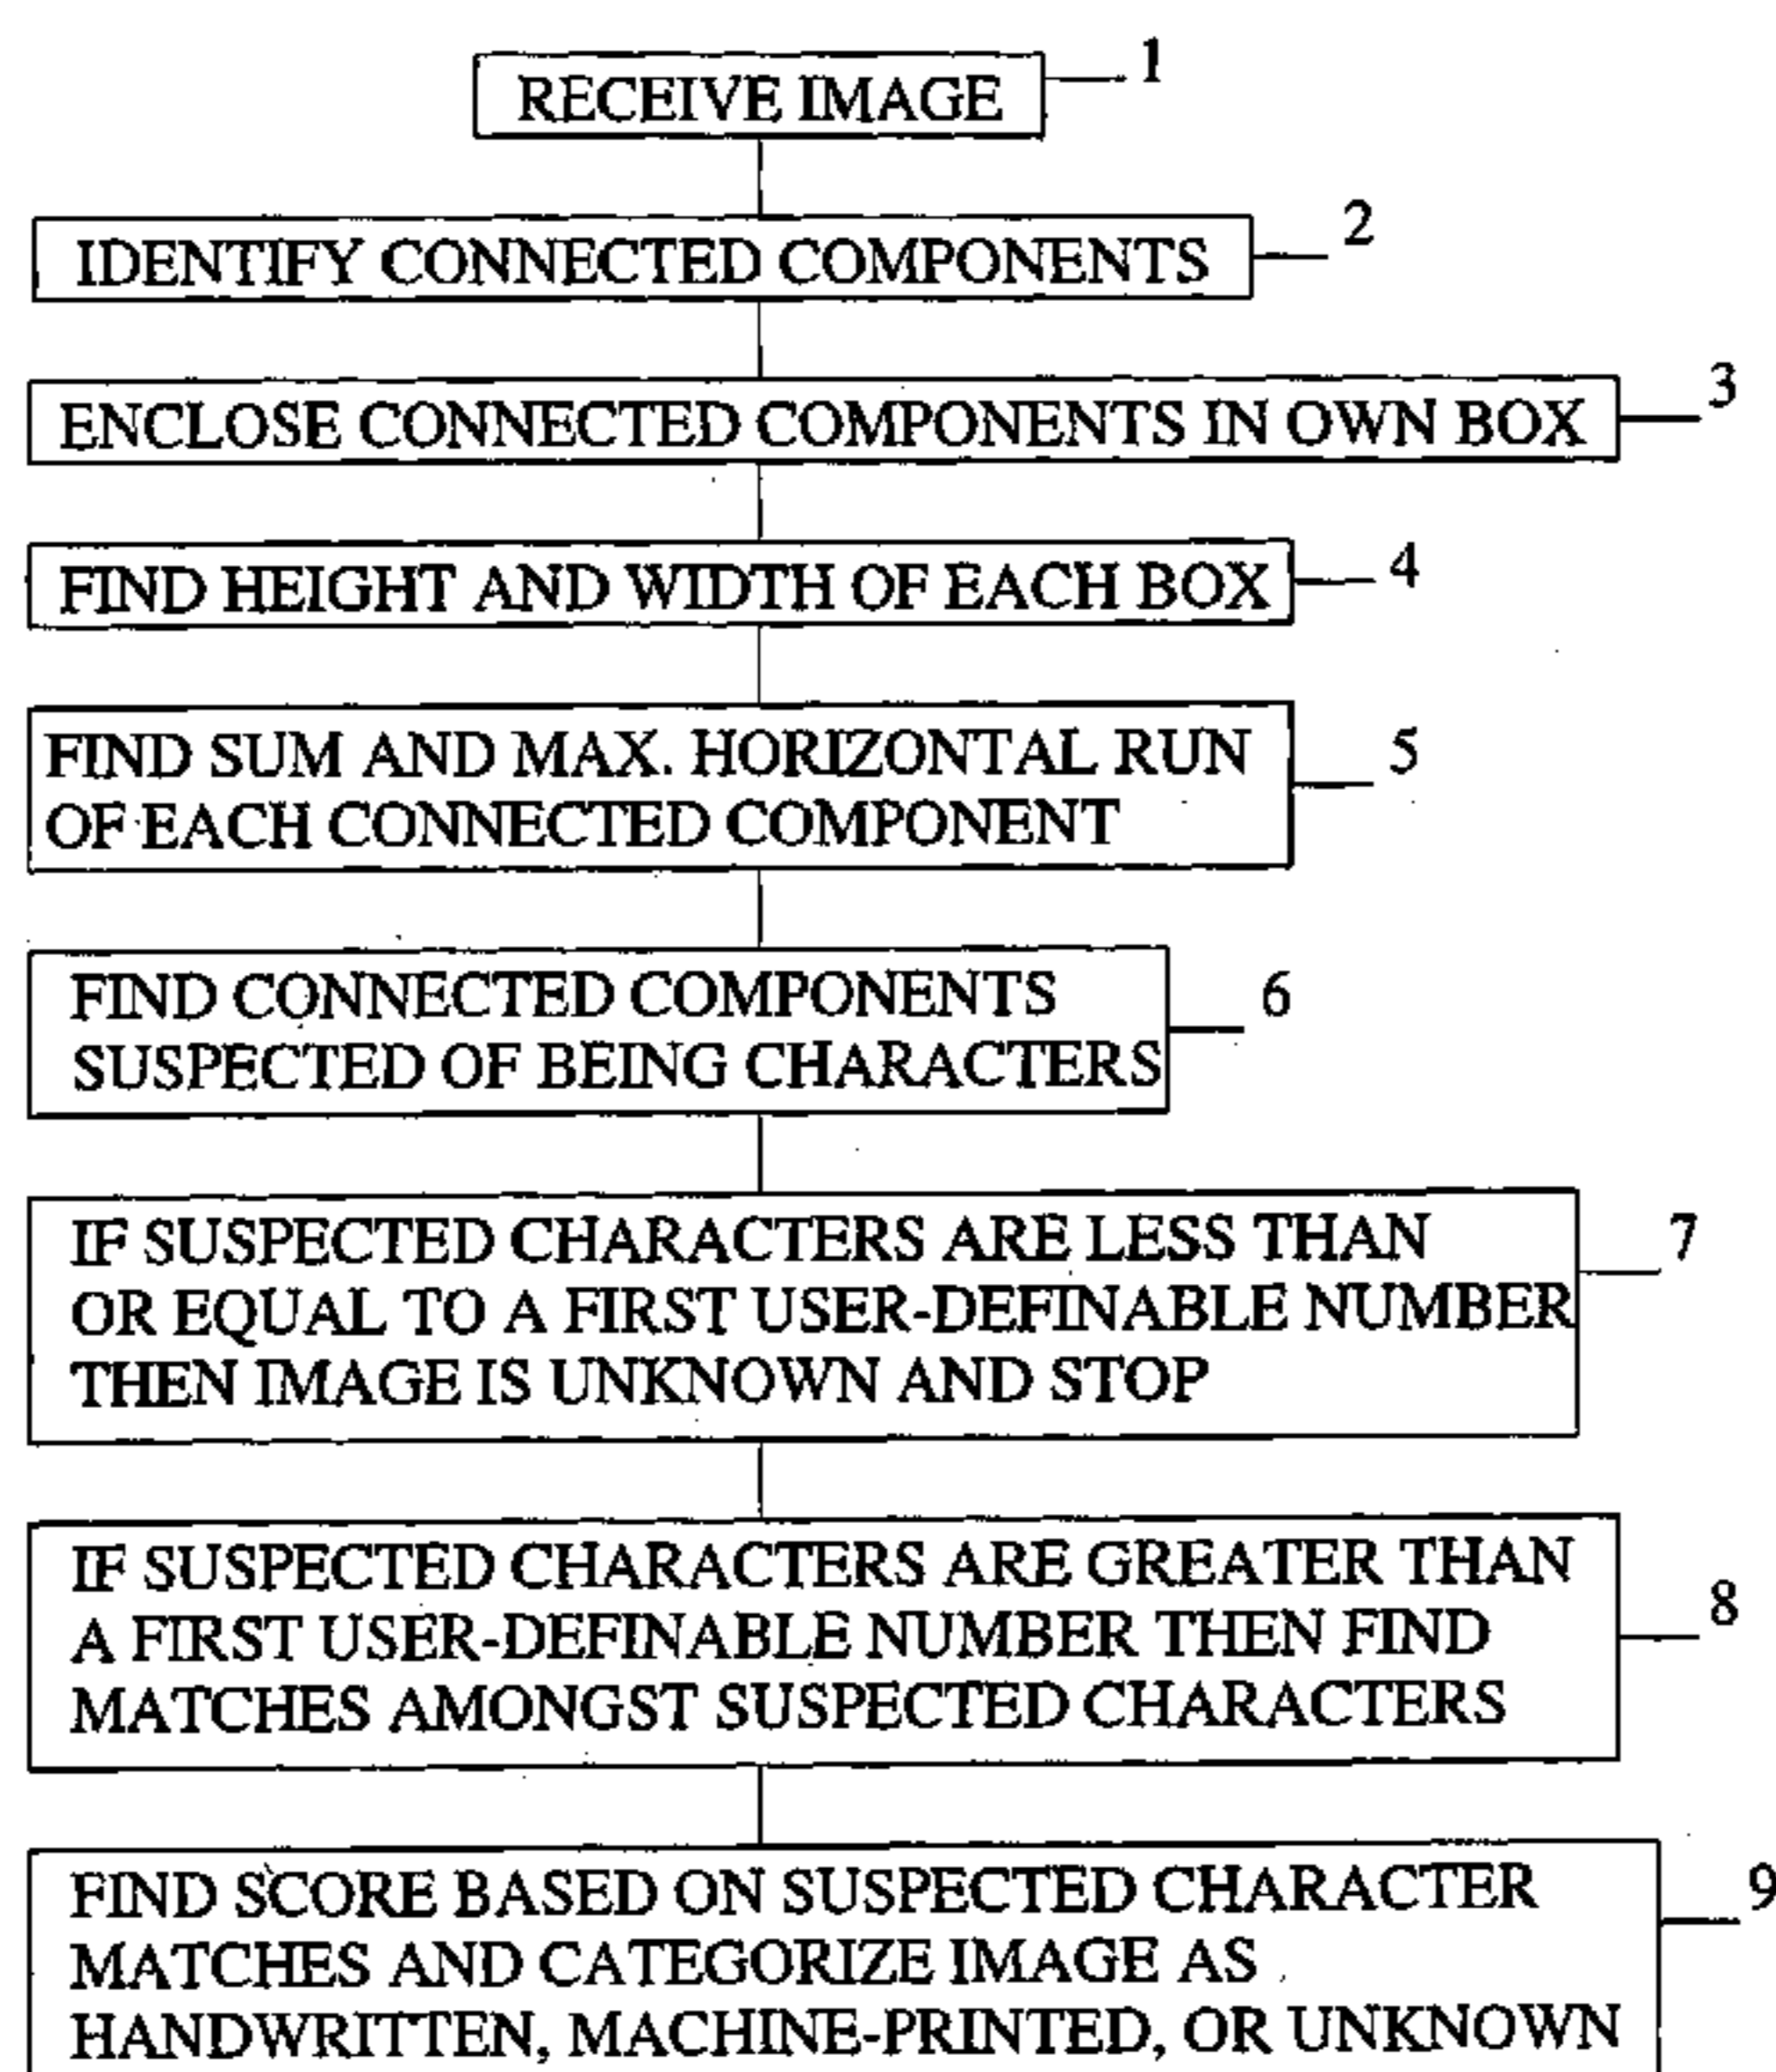 RECEIVE IMAGE
1
IDENTIFY CONNECTED COMPONENTS
2
ENCLOSE CONNECTED COMPONENTS IN OWN BOX
3
FIND HEIGHT AND WIDTH OF EACH BOX
4
FIND SUM AND MAX. HORIZONTAL RUN
OF EACH CONNECTED COMPONENT
5
FIND CONNECTED COMPONENTS
SUSPECTED OF BEING CHARACTERS
6
IF SUSPECTED CHARACTERS ARE LESS THAN
OR EQUAL TO A FIRST USER-DEFINABLE NUMBER
THEN IMAGE IS UNKNOWN AND STOP
7
IF SUSPECTED CHARACTERS ARE GREATER THAN
A FIRST USER-DEFINABLE NUMBER THEN FIND
MATCHES AMONGST SUSPECTED CHARACTERS
8
FIND SCORE BASED ON SUSPECTED CHARACTER
MATCHES AND CATEGORIZE IMAGE AS
HANDWRITTEN, MACHINE-PRINTED, OR UNKNOWN
9